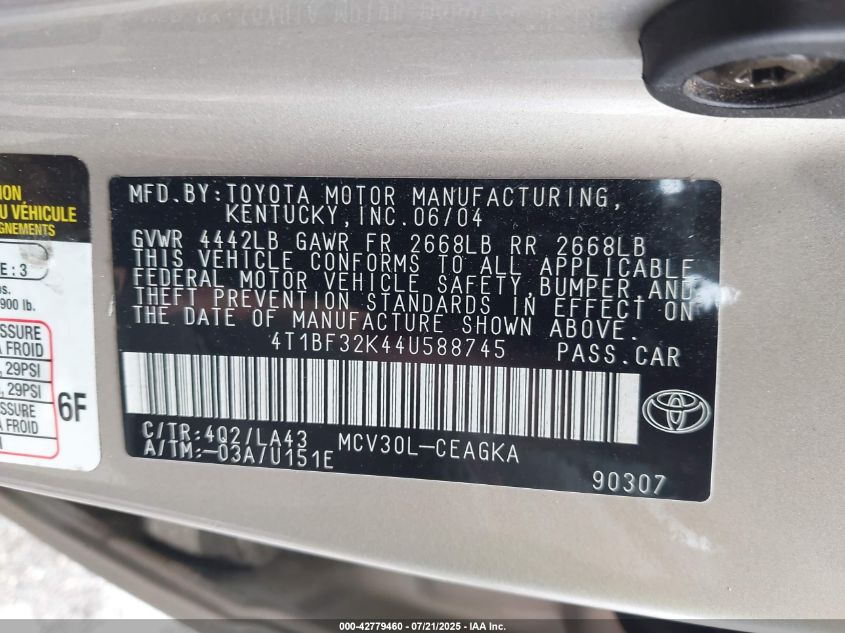 ION
U VÉHICULE
GNEMENTS
E : 3
os.
900 lb.
SSURE
A FROID
, 29PSI
, 29PSI
SSURE
A FROID
6F
MFD.BY:TOYOTA MOTOR MANUFACTURING,
KENTUCKY,INC.06/04
GVWR 4442LB GAWR FR 2668LB RR 2668LB
THIS VEHICLE CONFORMS TO ALL APPLICABLE
FEDERAL MOTOR VEHICLE SAFETY,BUMPER,AND
THEFT PREVENTION STANDARDS IN EFFECT ON
THE DATE OF MANUFACTURE SHOWN ABOVE.
4T1BF32K44U588745 PASS.CAR
C/TR:4Q2/LA43 MCV30L-CEAGKA
A/TM:-03A/U151E
90307
000-42779460 - 07/21/2025 - IAA Inc.